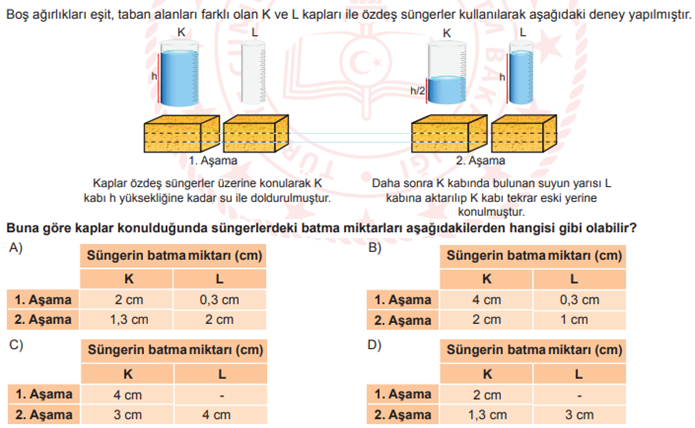 Boş ağırlıkları eşit, taban alanları farklı olan K ve L kapları ile özdeş süngerler kullanılarak aşağıdaki deney yapılmıştır.
K L K L
h h/2 h
1. Aşama 2. Aşama
Kaplar özdeş süngerler üzerine konularak K
kabı h yüksekliğine kadar su ile doldurulmuştur.
Daha sonra K kabında bulunan suyun yarısı L
kabına aktarılıp K kabı tekrar eski yerine
konulmuştur.
Buna göre kaplar konulduğunda süngerlerdeki batma miktarları aşağıdakilerden hangisi gibi olabilir?
A)
Süngerin batma miktarı (cm)
K L
1. Aşama 2 cm 0,3 cm
2. Aşama 1,3 cm 2 cm
B)
Süngerin batma miktarı (cm)
K L
1. Aşama 4 cm 0,3 cm
2. Aşama 2 cm 1 cm
C)
Süngerin batma miktarı (cm)
K L
1. Aşama 4 cm -
2. Aşama 3 cm 4 cm
D)
Süngerin batma miktarı (cm)
K L
1. Aşama 2 cm -
2. Aşama 1,3 cm 3 cm